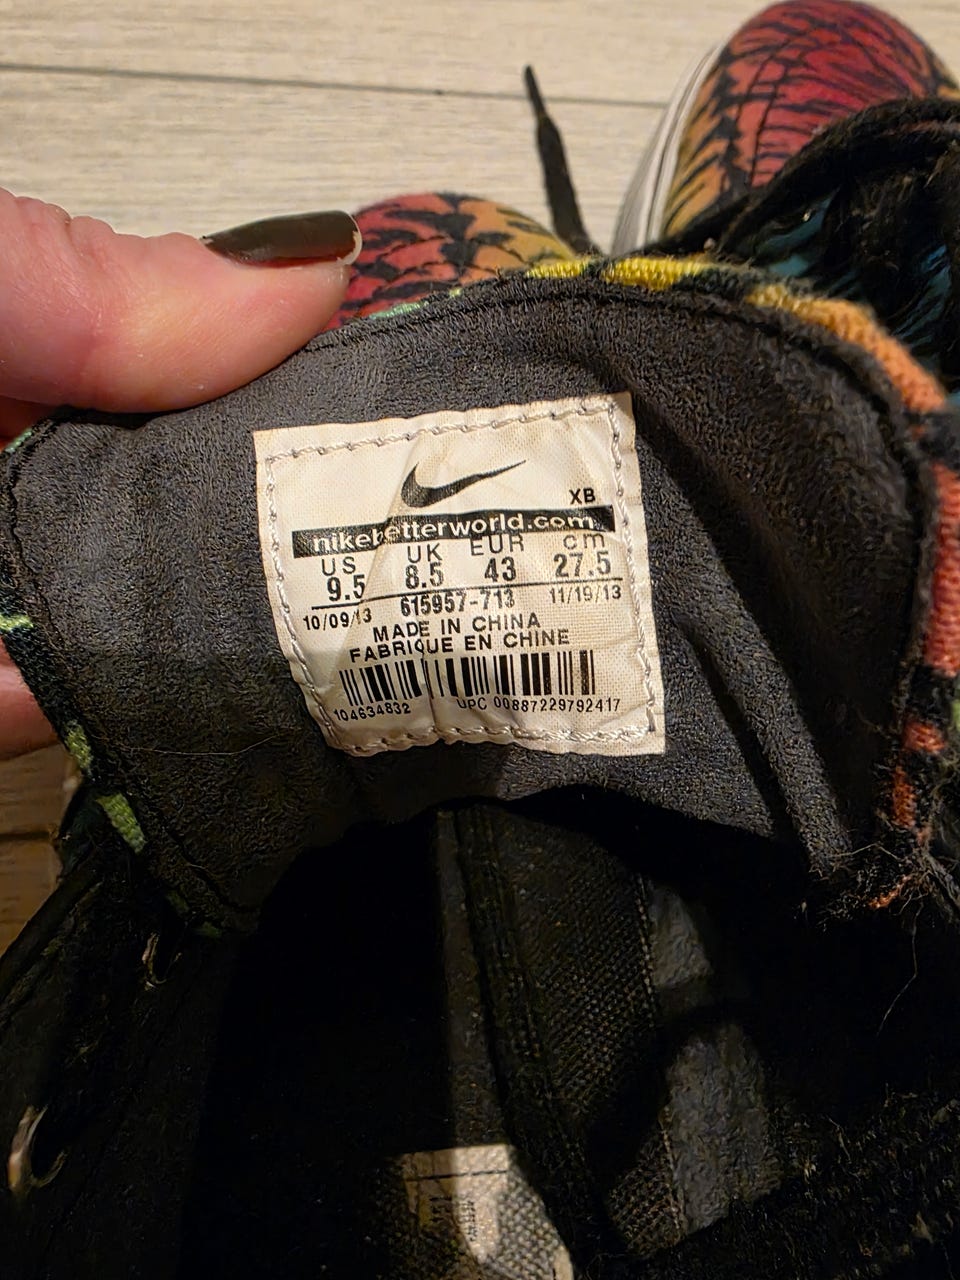 XB
nikebetterworld.com
US UK EUR cm
9.5 8.5 43 27.5
10/09/13 615957-713 11/19/13
MADE IN CHINA
FABRIQUE EN CHINE
104634832 UPC 00887229792417